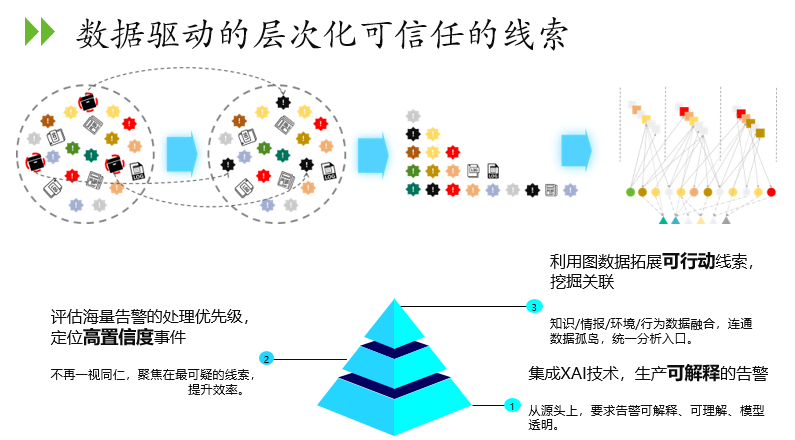 数据驱动的层次化可信任的线索
利用图数据拓展可行动线索，
挖掘关联
3
知识/情报/环境/行为数据融合，连通
数据孤岛，统一分析入口。
评估海量告警的处理优先级，
定位高置信度事件
2
不再一视同仁，聚焦在最可疑的线索，
提升效率。
集成XAI技术，生产可解释的告警
1
从源头上，要求告警可解释、可理解、模型
透明。